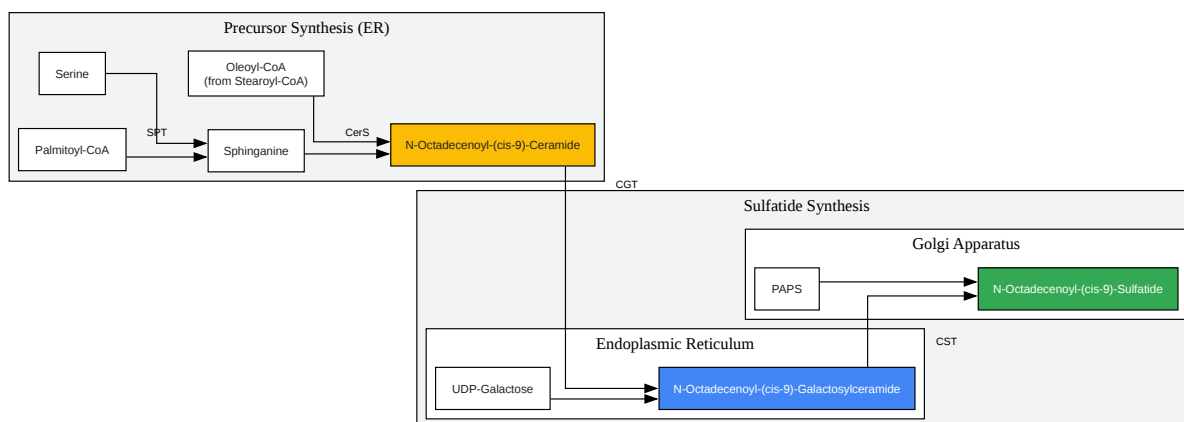 Precursor Synthesis (ER)
Serine
Oleoyl-CoA
(from Stearoyl-CoA)
SPT
CerS
Palmitoyl-CoA
Sphinganine
N-Octadecenoyl-(cis-9)-Ceramide
CGT
Sulfatide Synthesis
Golgi Apparatus
PAPS
N-Octadecenoyl-(cis-9)-Sulfatide
CST
Endoplasmic Reticulum
UDP-Galactose
N-Octadecenoyl-(cis-9)-Galactosylceramide